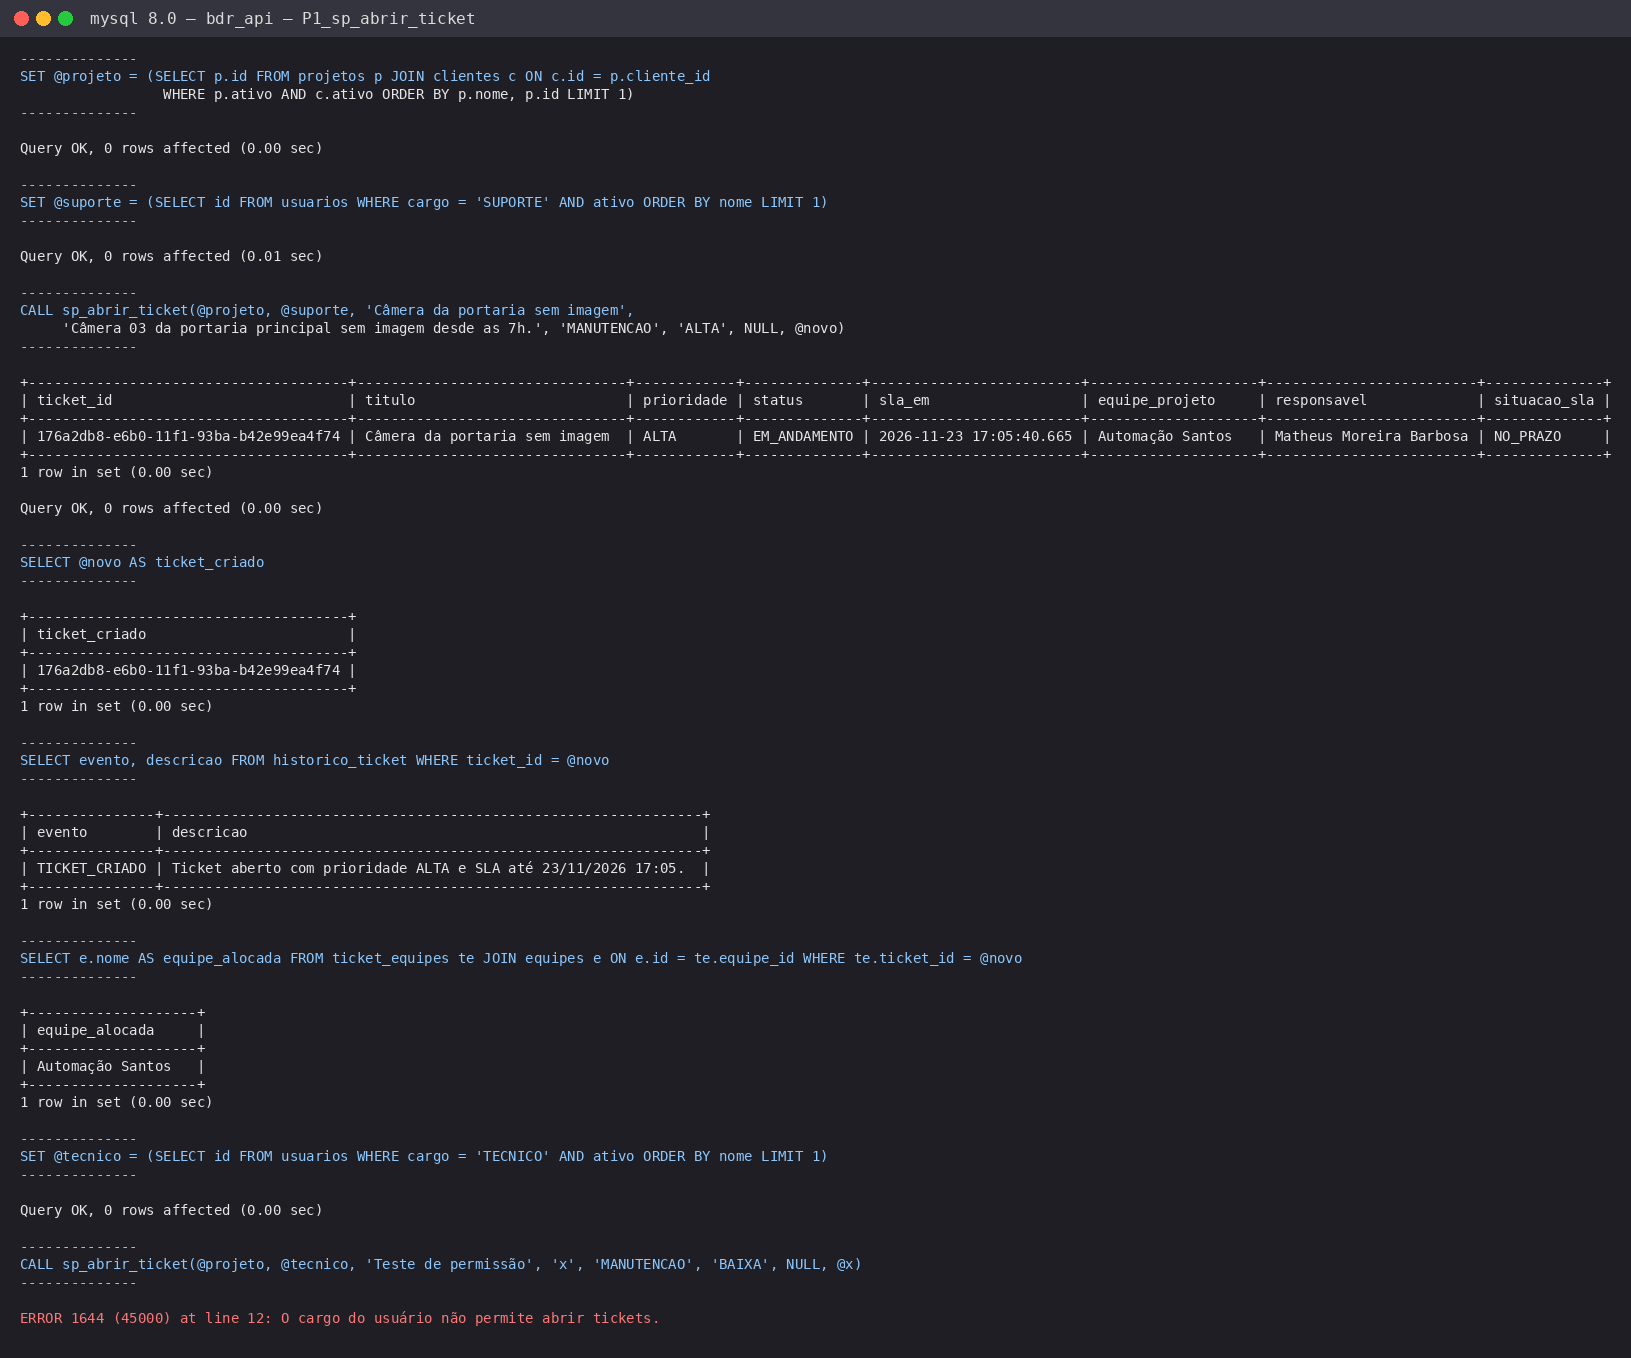 mysql 8.0 — bdr_api — P1_sp_abrir_ticket
--------------
SET @projeto = (SELECT p.id FROM projetos p JOIN clientes c ON c.id = p.cliente_id
                 WHERE p.ativo AND c.ativo ORDER BY p.nome, p.id LIMIT 1)
--------------

Query OK, 0 rows affected (0.00 sec)

--------------
SET @suporte = (SELECT id FROM usuarios WHERE cargo = 'SUPORTE' AND ativo ORDER BY nome LIMIT 1)
--------------

Query OK, 0 rows affected (0.01 sec)

--------------
CALL sp_abrir_ticket(@projeto, @suporte, 'Câmera da portaria sem imagem',
     'Câmera 03 da portaria principal sem imagem desde as 7h.', 'MANUTENCAO', 'ALTA', NULL, @novo)
--------------

+--------------------------------------+--------------------------------+------------+--------------+-------------------------+--------------------+-------------------------+--------------+
| ticket_id                            | titulo                         | prioridade | status       | sla_em                  | equipe_projeto     | responsavel             | situacao_sla |
+--------------------------------------+--------------------------------+------------+--------------+-------------------------+--------------------+-------------------------+--------------+
| 176a2db8-e6b0-11f1-93ba-b42e99ea4f74 | Câmera da portaria sem imagem  | ALTA       | EM_ANDAMENTO | 2026-11-23 17:05:40.665 | Automação Santos   | Matheus Moreira Barbosa | NO_PRAZO     |
+--------------------------------------+--------------------------------+------------+--------------+-------------------------+--------------------+-------------------------+--------------+
1 row in set (0.00 sec)

Query OK, 0 rows affected (0.00 sec)

--------------
SELECT @novo AS ticket_criado
--------------

+--------------------------------------+
| ticket_criado                        |
+--------------------------------------+
| 176a2db8-e6b0-11f1-93ba-b42e99ea4f74 |
+--------------------------------------+
1 row in set (0.00 sec)

--------------
SELECT evento, descricao FROM historico_ticket WHERE ticket_id = @novo
--------------

+---------------+----------------------------------------------------------------+
| evento        | descricao                                                      |
+---------------+----------------------------------------------------------------+
| TICKET_CRIADO | Ticket aberto com prioridade ALTA e SLA até 23/11/2026 17:05.  |
+---------------+----------------------------------------------------------------+
1 row in set (0.00 sec)

--------------
SELECT e.nome AS equipe_alocada FROM ticket_equipes te JOIN equipes e ON e.id = te.equipe_id WHERE te.ticket_id = @novo
--------------

+--------------------+
| equipe_alocada     |
+--------------------+
| Automação Santos   |
+--------------------+
1 row in set (0.00 sec)

--------------
SET @tecnico = (SELECT id FROM usuarios WHERE cargo = 'TECNICO' AND ativo ORDER BY nome LIMIT 1)
--------------

Query OK, 0 rows affected (0.00 sec)

--------------
CALL sp_abrir_ticket(@projeto, @tecnico, 'Teste de permissão', 'x', 'MANUTENCAO', 'BAIXA', NULL, @x)
--------------

ERROR 1644 (45000) at line 12: O cargo do usuário não permite abrir tickets.